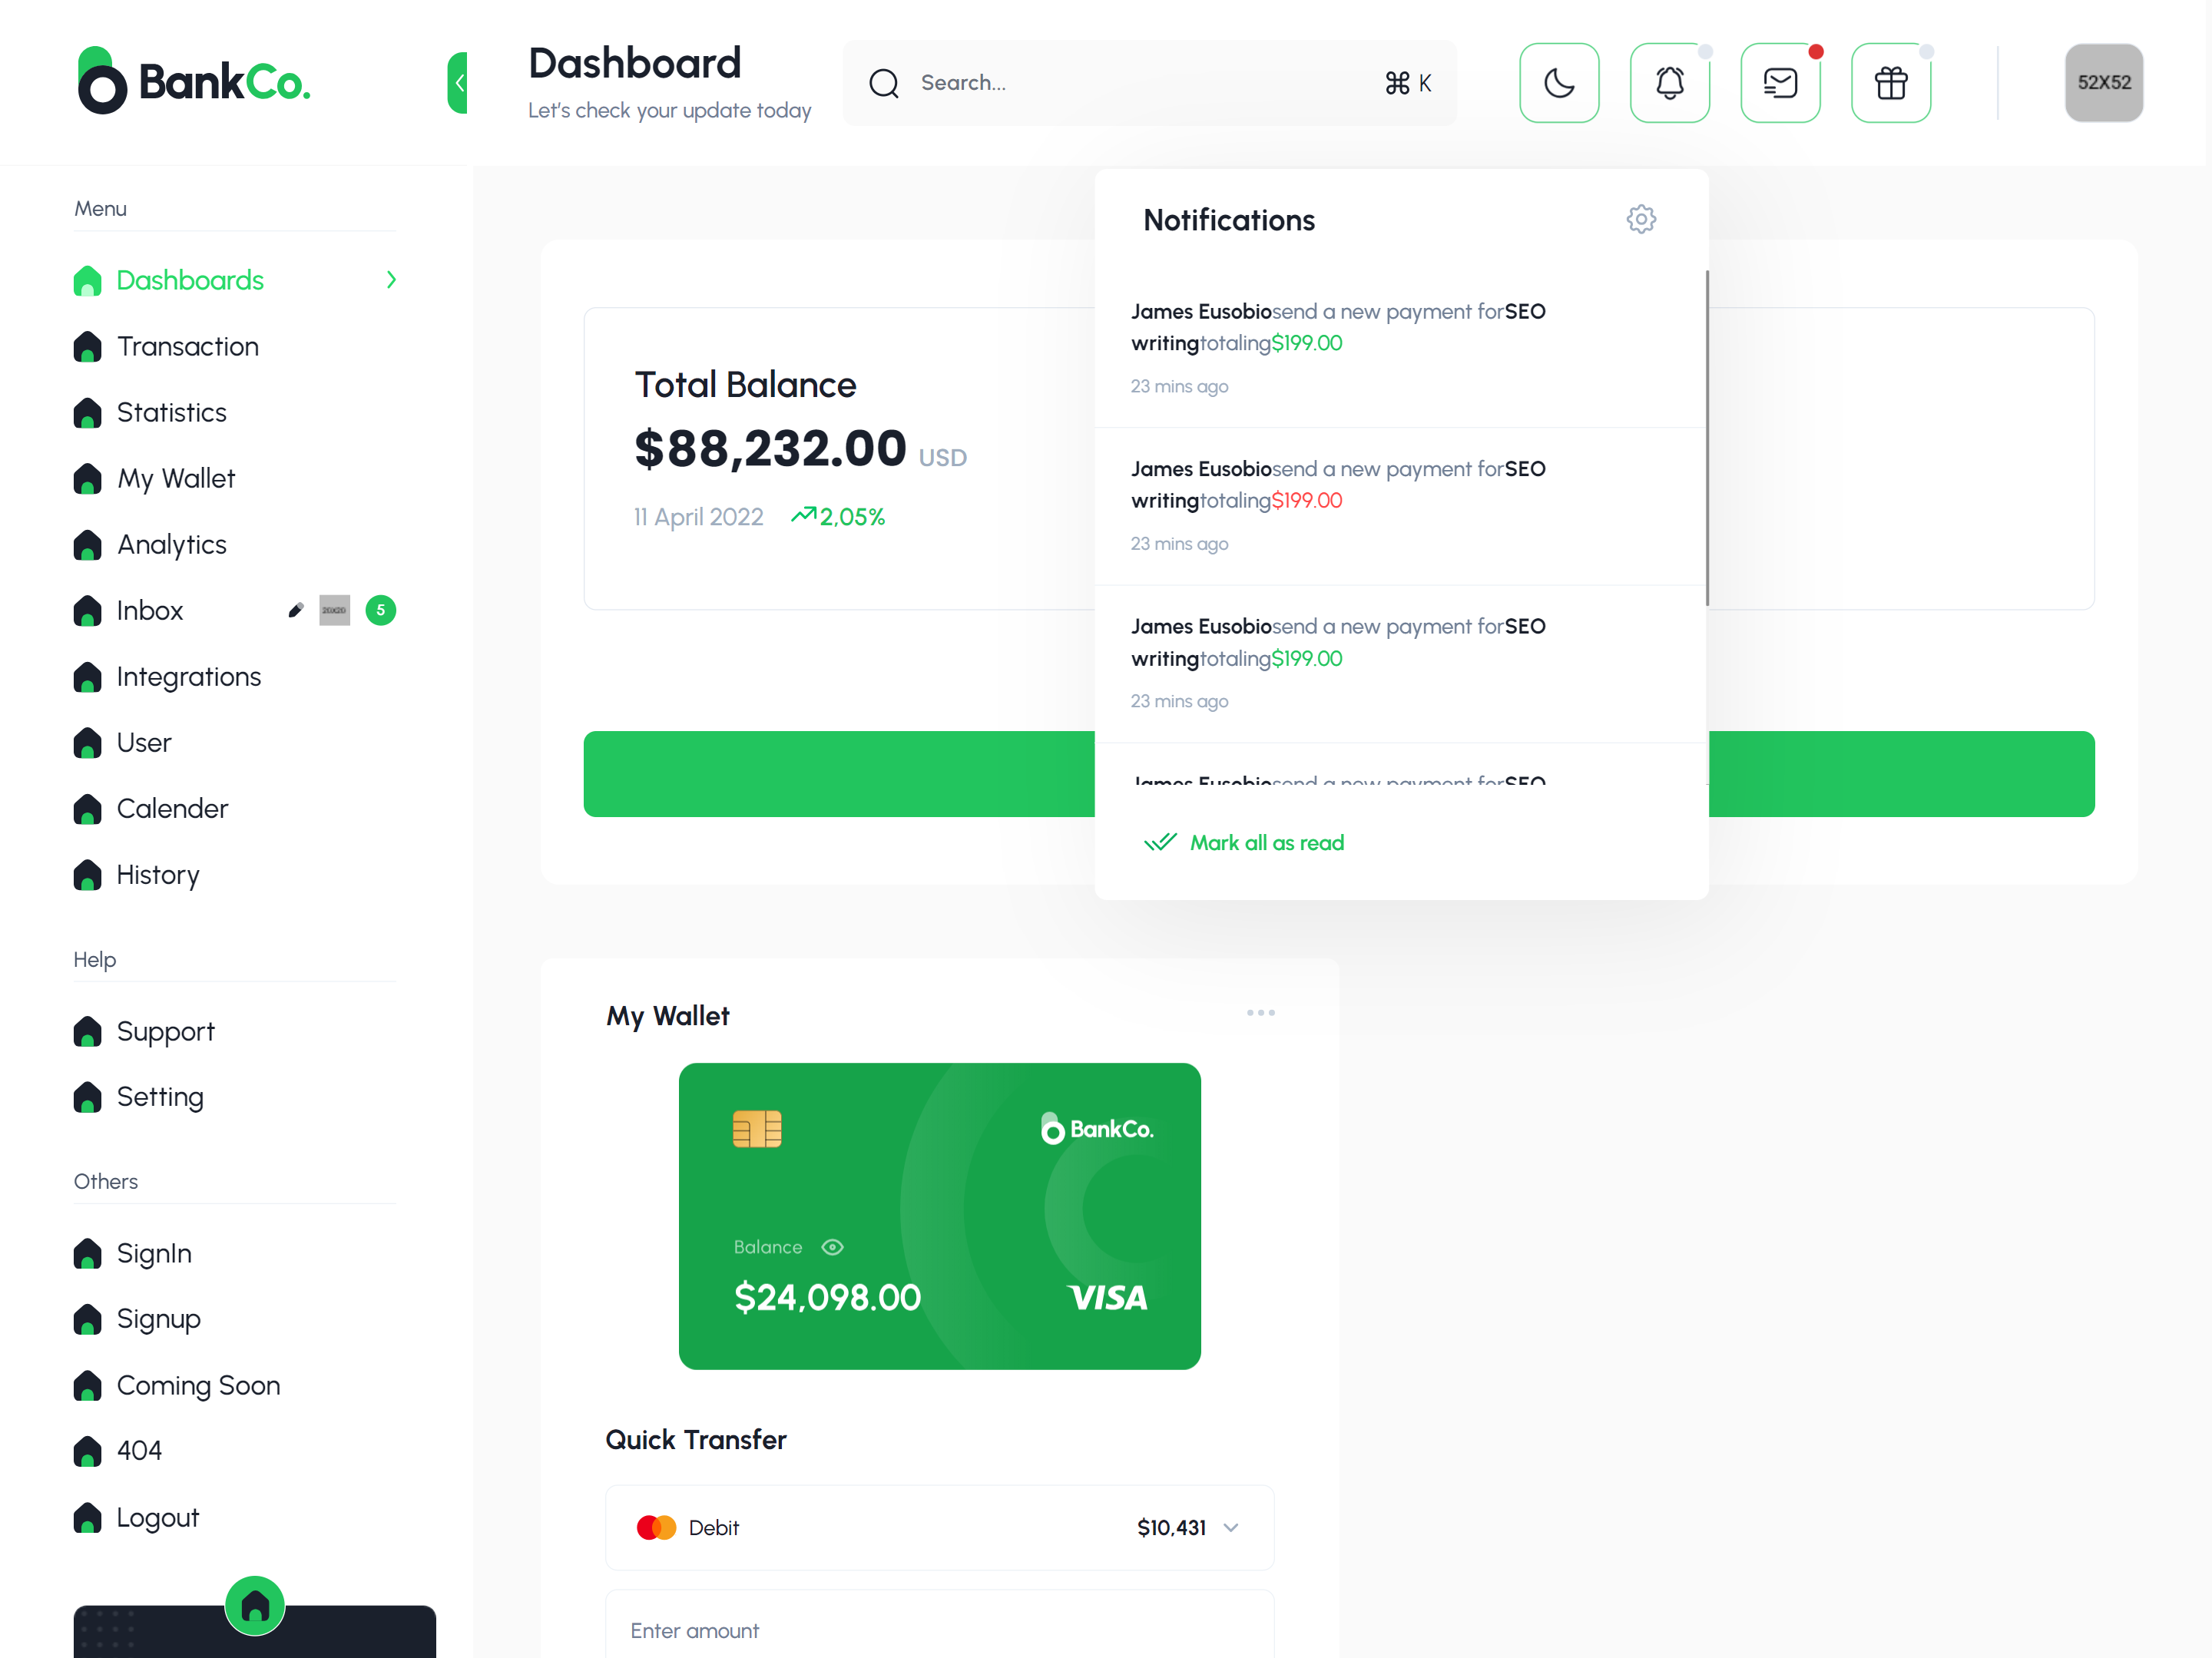 BankCo.
Dashboard
Let's check your update today
Search...
⌘ K
52X52
Menu
Dashboards
Transaction
Statistics
My Wallet
Analytics
Inbox
20X20
5
Integrations
User
Calender
History
Help
Support
Setting
Others
SignIn
Signup
Coming Soon
404
Logout
Total Balance
$88,232.00 USD
11 April 2022 2,05%
Notifications
James Eusobiosend a new payment forSEO
writingtotaling$199.00
23 mins ago
James Eusobiosend a new payment forSEO
writingtotaling$199.00
23 mins ago
James Eusobiosend a new payment forSEO
writingtotaling$199.00
23 mins ago
James Eusobiosend a new payment forSEO
Mark all as read
My Wallet
BankCo.
Balance
$24,098.00
VISA
Quick Transfer
Debit
$10,431
Enter amount